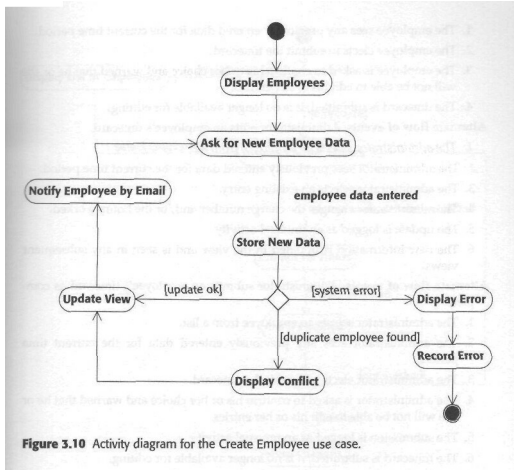 Display Employees
Ask for New Employee Data
Notify Employee by Email
employee data entered
Store New Data
Update View
[update ok]
[system error]
Display Error
[duplicate employee found]
Record Error
Display Conflict
Figure 3.10 Activity diagram for the Create Employee use case.